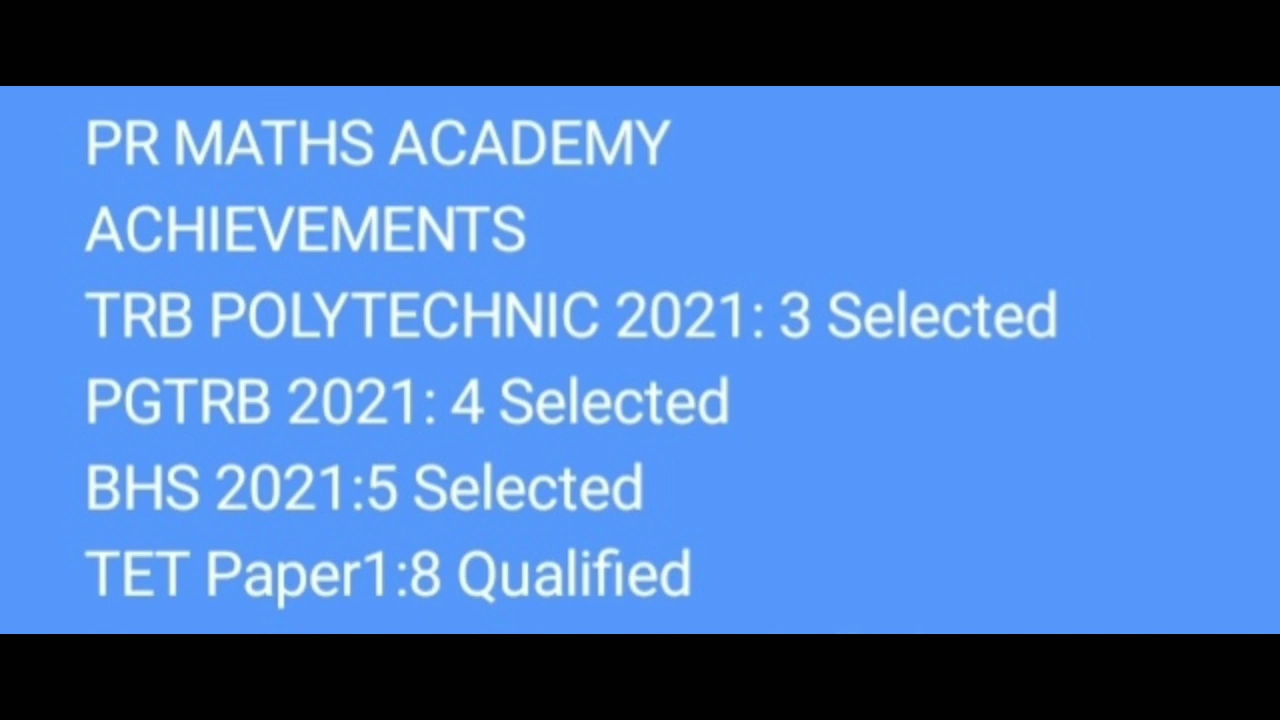 PR MATHS ACADEMY
ACHIEVEMENTS
TRB POLYTECHNIC 2021: 3 Selected
PGTRB 2021: 4 Selected
BHS 2021:5 Selected
TET Paper1:8 Qualified